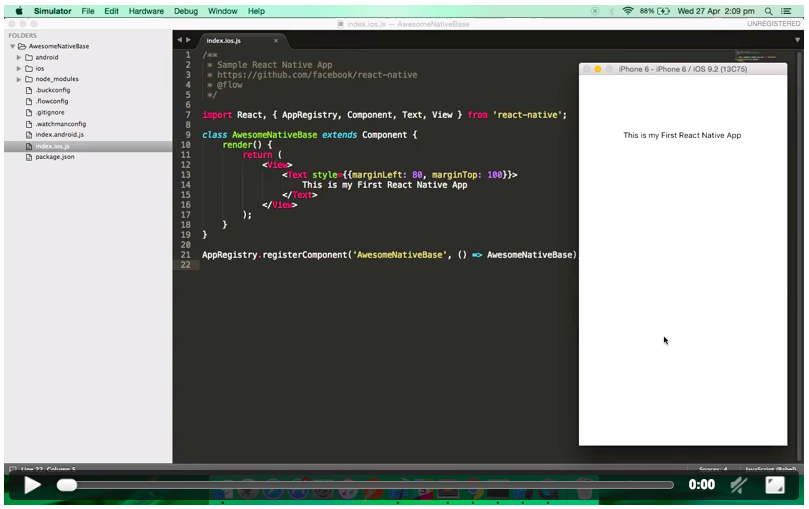 Simulator File Edit Hardware Debug Window Help 88% Wed 27 Apr 2:09 pm
index.ios.js — AwesomeNativeBase UNREGISTERED
FOLDERS
AwesomeNativeBase
android
ios
node_modules
.buckconfig
.flowconfig
.gitignore
.watchmanconfig
index.android.js
index.ios.js
package.json
index.ios.js ×
1 /**
2 * Sample React Native App
3 * https://github.com/facebook/react-native
4 * @flow
5 */
6
7 import React, { AppRegistry, Component, Text, View } from 'react-native';
8
9 class AwesomeNativeBase extends Component {
10 render() {
11 return (
12 <View>
13 <Text style={{marginLeft: 80, marginTop: 100}}>
14 This is my First React Native App
15 </Text>
16 </View>
17 );
18 }
19 }
20
21 AppRegistry.registerComponent('AwesomeNativeBase', () => AwesomeNativeBase)
22
iPhone 6 - iPhone 6 / iOS 9.2 (13C75)
This is my First React Native App
Line 22, Column 5 Spaces: 4 JavaScript (Babel)
0:00